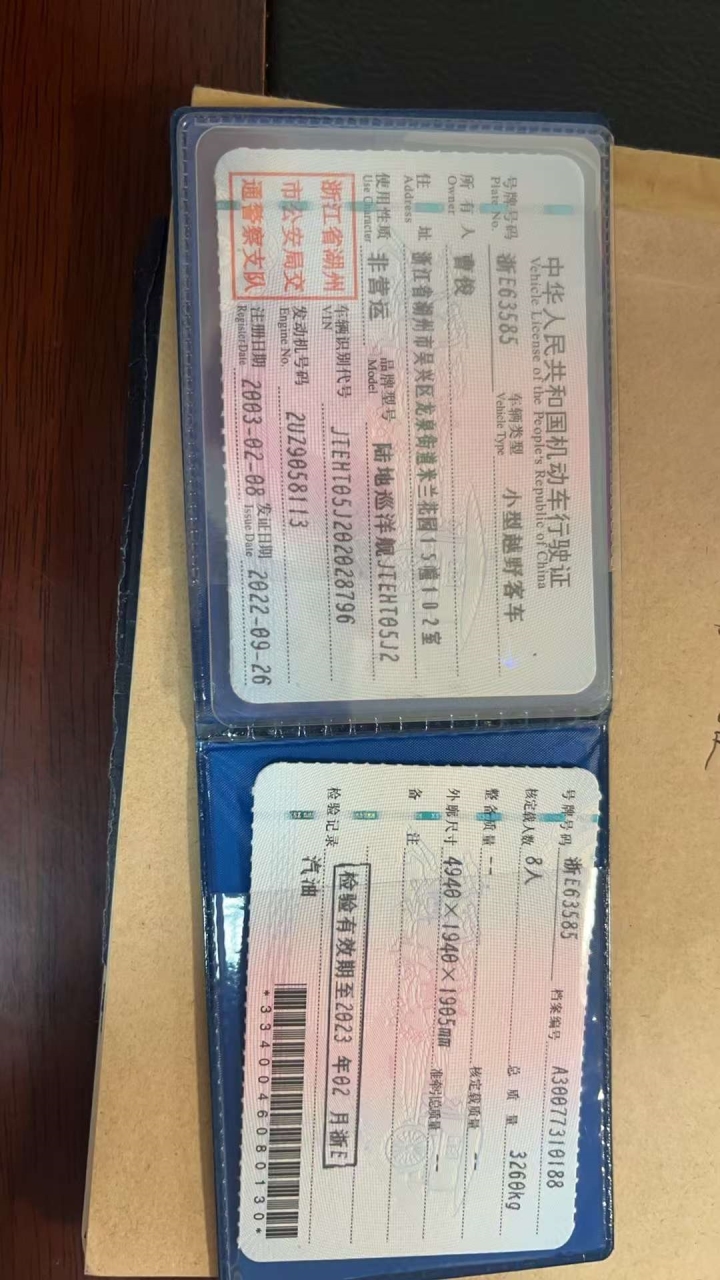 中华人民共和国机动车行驶证
Vehicle License of the People's Republic of China
号牌号码 浙E63585 车辆类型 小型越野客车
Plate No. Vehicle Type
所有人 曹俊
Owner
住址 浙江省湖州市吴兴区龙泉街道米兰花园15幢102室
Address
使用性质 非营运 品牌型号 陆地巡洋舰JTEHT05J2
Use Character Model
浙江省湖州
市公安局交
通警察支队
车辆识别代号 JTEHT05J202028796
VIN
发动机号码 2UZ9058113
Engine No.
注册日期 2003-02-08 发证日期 2022-09-26
Register Date Issue Date
号牌号码 浙E63585 档案编号 A30077310188
核定载人数 8人 总质量 3260kg
整备质量 -- 核定载质量 --
外廓尺寸 4940×1940×1905mm 准牵引总质量 --
备注
检验有效期至2023年02月浙E
检验记录
汽油
*3340046080130*